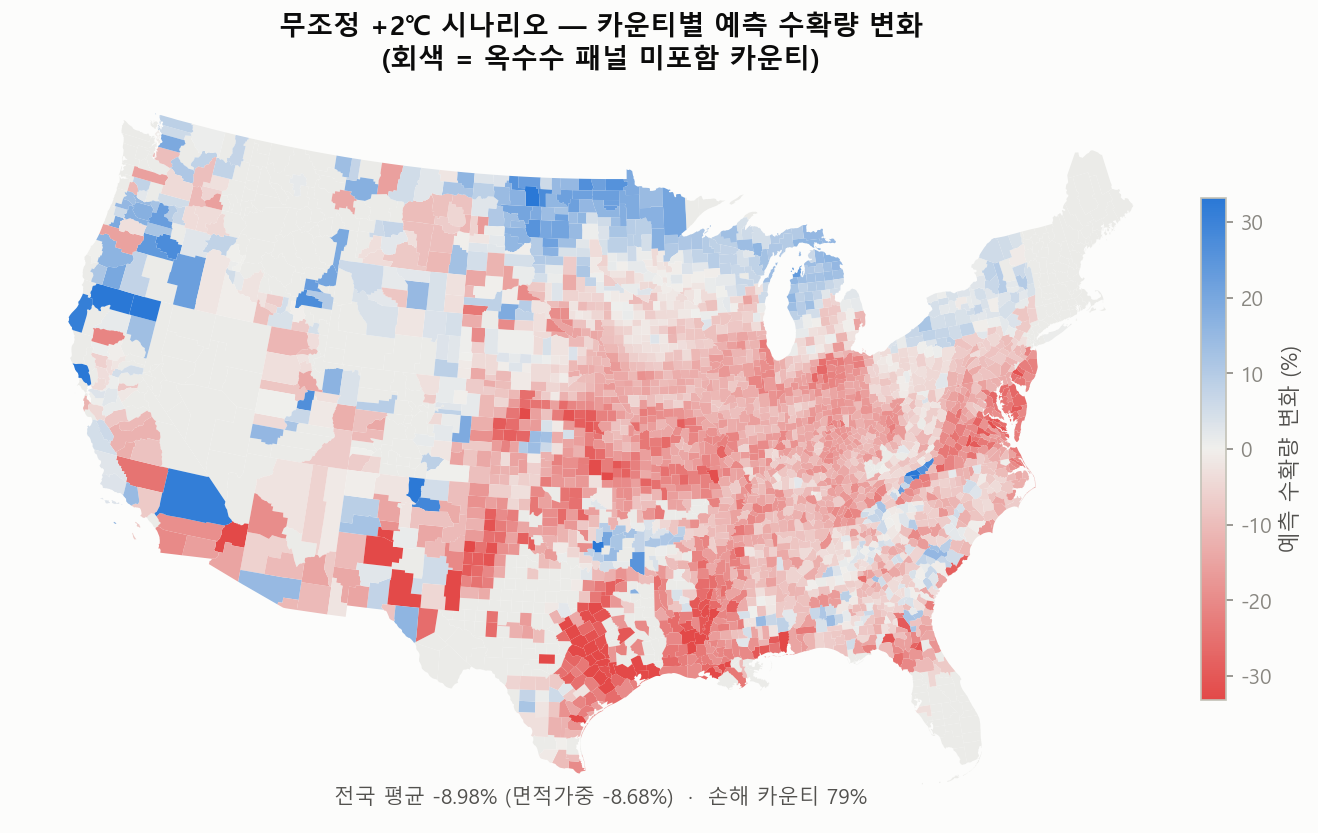 무조정 +2℃ 시나리오 — 카운티별 예측 수확량 변화
(회색 = 옥수수 패널 미포함 카운티)
30
20
10
0
-10
-20
-30
예측 수확량 변화 (%)
전국 평균 -8.98% (면적가중 -8.68%) · 손해 카운티 79%